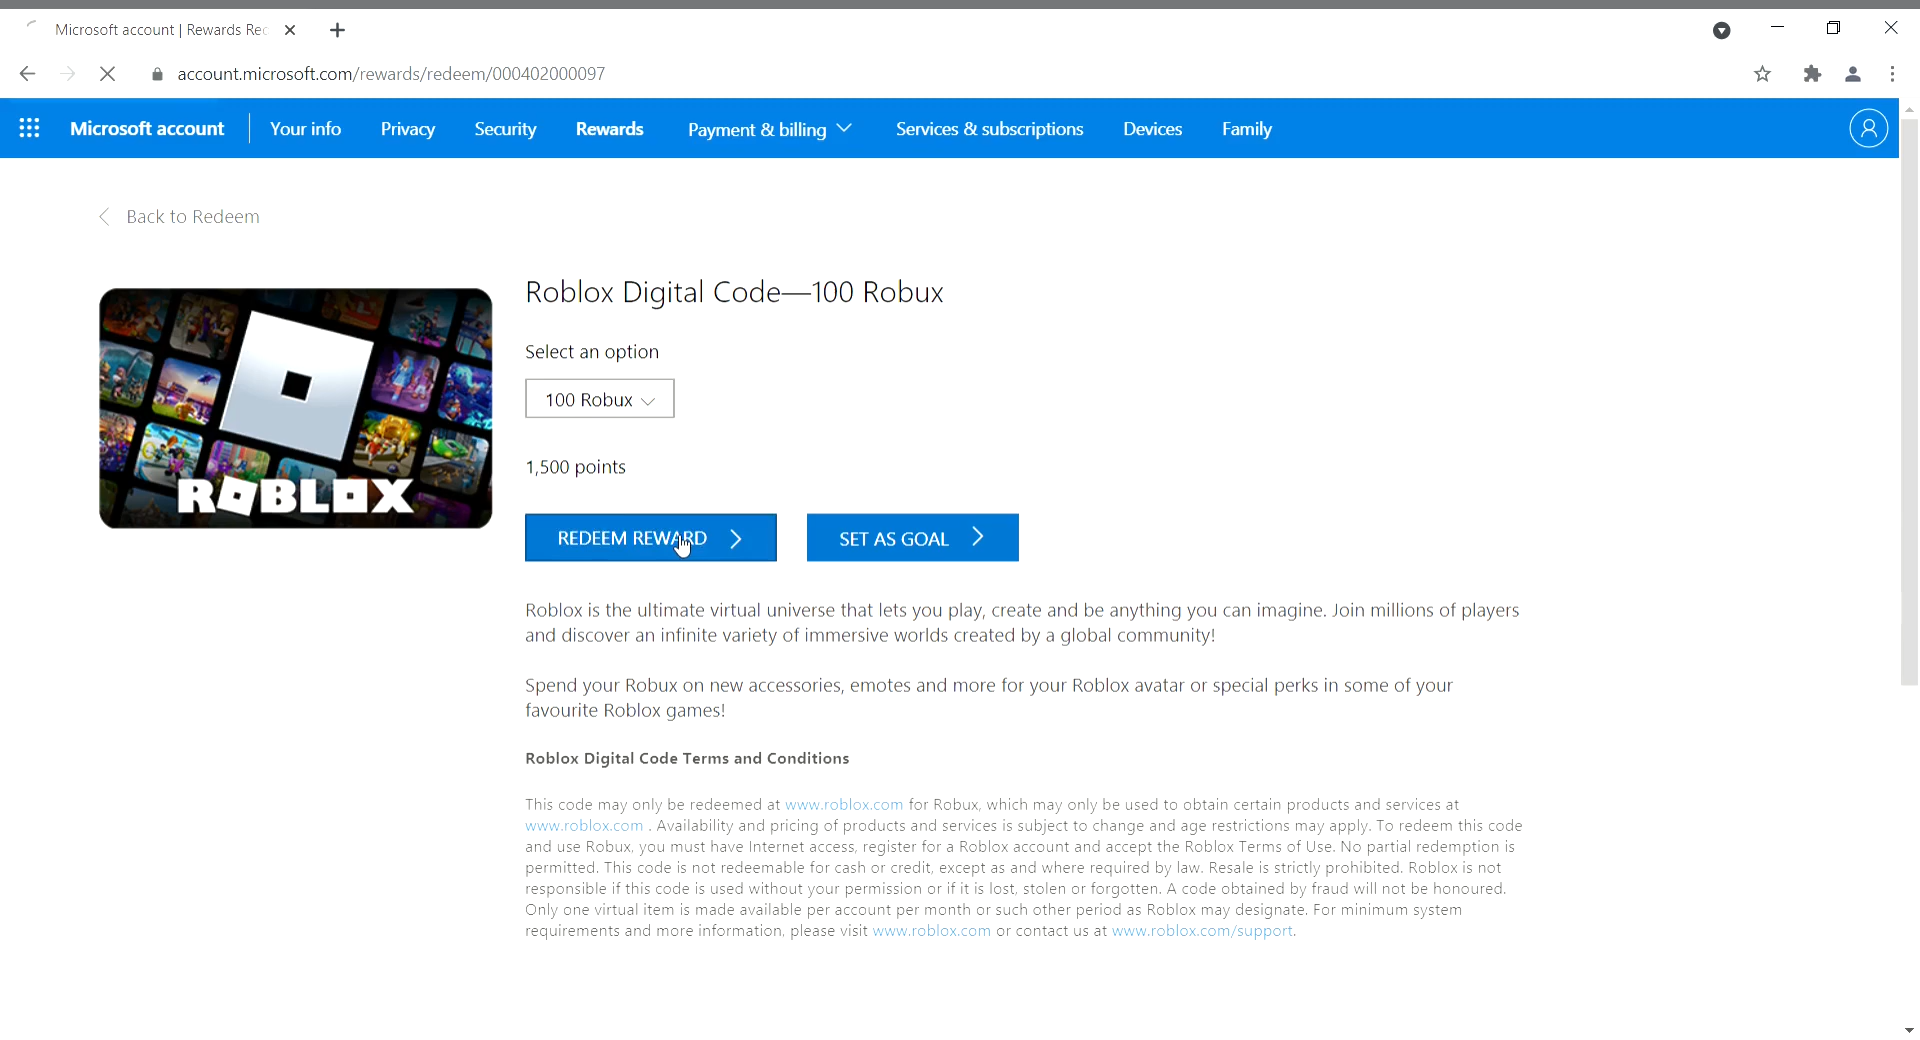 Microsoft account | Rewards Rec
account.microsoft.com/rewards/redeem/000402000097
Microsoft account Your info Privacy Security Rewards Payment & billing Services & subscriptions Devices Family
Back to Redeem
ROBLOX
Roblox Digital Code—100 Robux
Select an option
100 Robux
1,500 points
REDEEM REWARD SET AS GOAL
Roblox is the ultimate virtual universe that lets you play, create and be anything you can imagine. Join millions of players
and discover an infinite variety of immersive worlds created by a global community!
Spend your Robux on new accessories, emotes and more for your Roblox avatar or special perks in some of your
favourite Roblox games!
Roblox Digital Code Terms and Conditions
This code may only be redeemed at www.roblox.com for Robux, which may only be used to obtain certain products and services at
www.roblox.com . Availability and pricing of products and services is subject to change and age restrictions may apply. To redeem this code
and use Robux, you must have Internet access, register for a Roblox account and accept the Roblox Terms of Use. No partial redemption is
permitted. This code is not redeemable for cash or credit, except as and where required by law. Resale is strictly prohibited. Roblox is not
responsible if this code is used without your permission or if it is lost, stolen or forgotten. A code obtained by fraud will not be honoured.
Only one virtual item is made available per account per month or such other period as Roblox may designate. For minimum system
requirements and more information, please visit www.roblox.com or contact us at www.roblox.com/support.